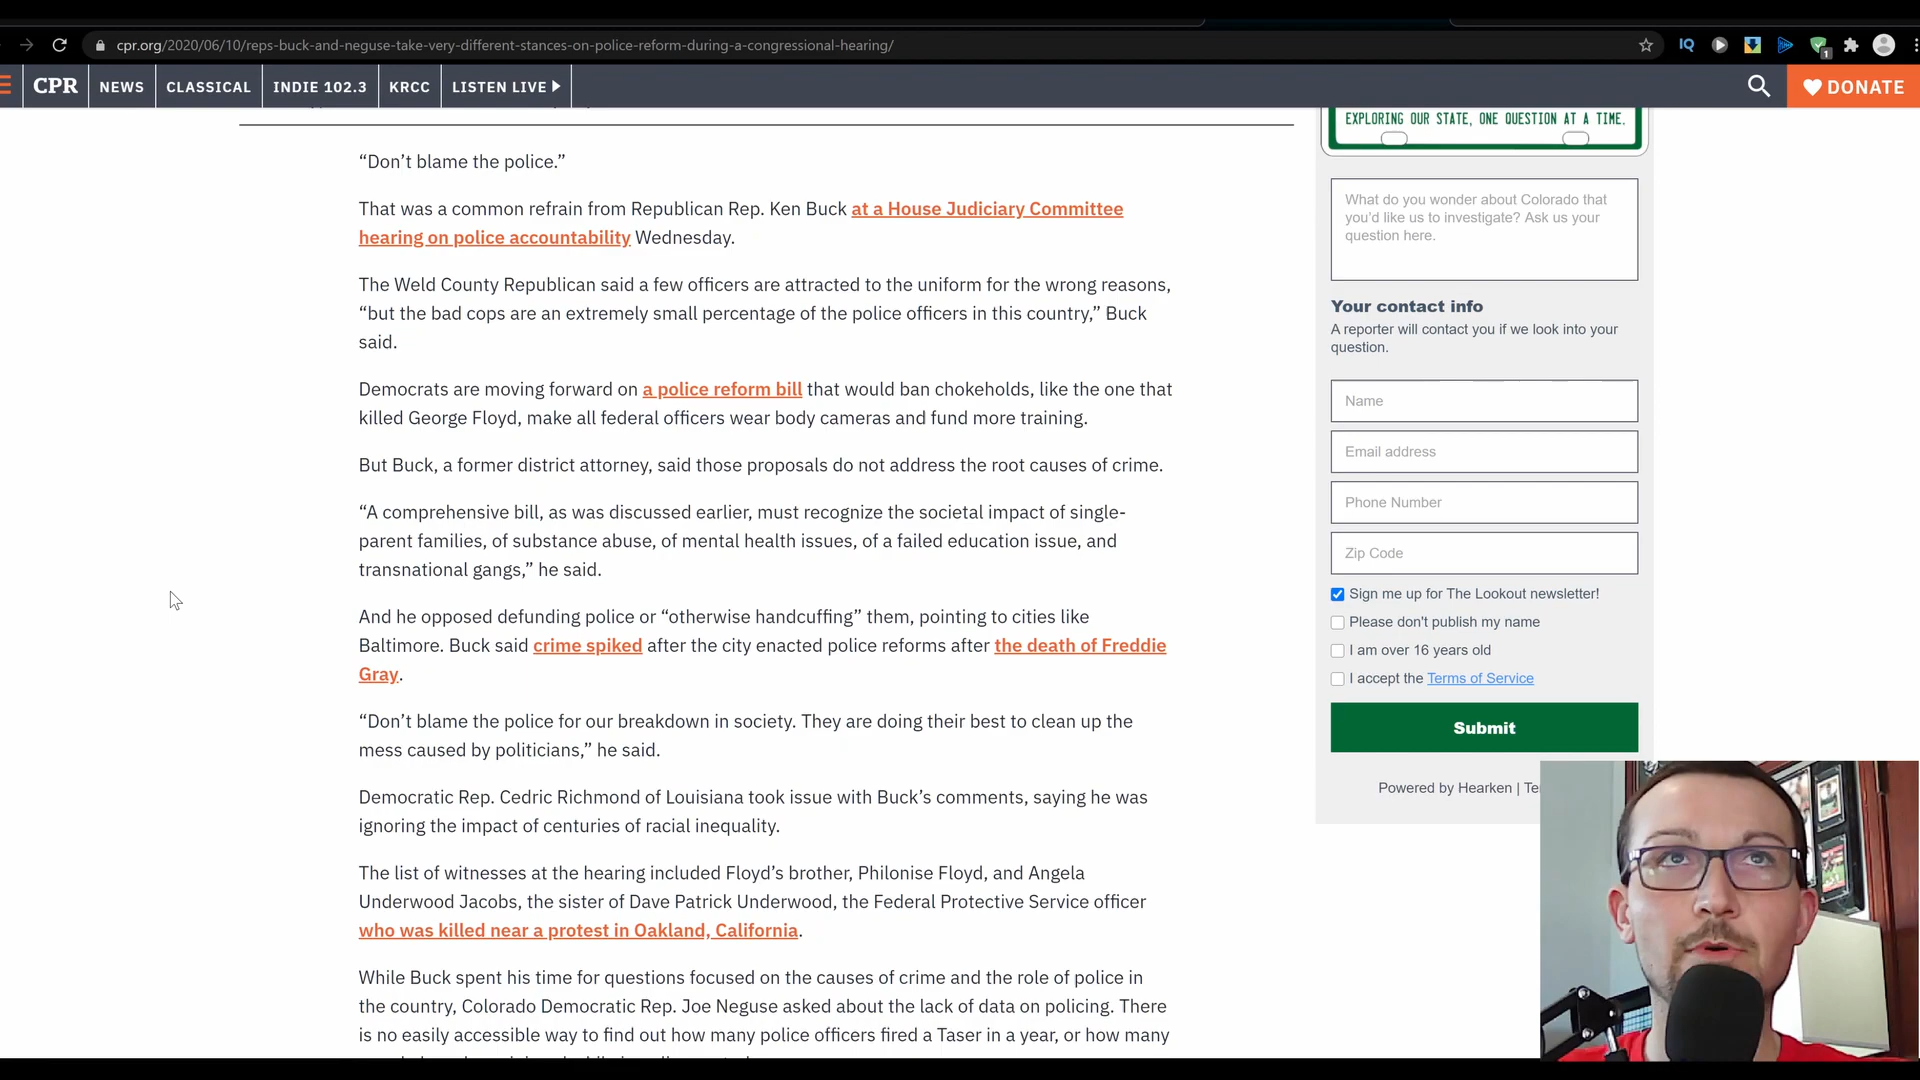 cpr.org/2020/06/10/reps-buck-and-neguse-take-very-different-stances-on-police-reform-during-a-congressional-hearing/
IQ
1
CPR
NEWS
CLASSICAL
INDIE 102.3
KRCC
LISTEN LIVE
DONATE
“Don’t blame the police.”
That was a common refrain from Republican Rep. Ken Buck at a House Judiciary Committee
hearing on police accountability Wednesday.
The Weld County Republican said a few officers are attracted to the uniform for the wrong reasons,
“but the bad cops are an extremely small percentage of the police officers in this country,” Buck
said.
Democrats are moving forward on a police reform bill that would ban chokeholds, like the one that
killed George Floyd, make all federal officers wear body cameras and fund more training.
But Buck, a former district attorney, said those proposals do not address the root causes of crime.
“A comprehensive bill, as was discussed earlier, must recognize the societal impact of single-
parent families, of substance abuse, of mental health issues, of a failed education issue, and
transnational gangs,” he said.
And he opposed defunding police or “otherwise handcuffing” them, pointing to cities like
Baltimore. Buck said crime spiked after the city enacted police reforms after the death of Freddie
Gray.
“Don’t blame the police for our breakdown in society. They are doing their best to clean up the
mess caused by politicians,” he said.
Democratic Rep. Cedric Richmond of Louisiana took issue with Buck’s comments, saying he was
ignoring the impact of centuries of racial inequality.
The list of witnesses at the hearing included Floyd’s brother, Philonise Floyd, and Angela
Underwood Jacobs, the sister of Dave Patrick Underwood, the Federal Protective Service officer
who was killed near a protest in Oakland, California.
While Buck spent his time for questions focused on the causes of crime and the role of police in
the country, Colorado Democratic Rep. Joe Neguse asked about the lack of data on policing. There
is no easily accessible way to find out how many police officers fired a Taser in a year, or how many
EXPLORING OUR STATE, ONE QUESTION AT A TIME.
What do you wonder about Colorado that
you’d like us to investigate? Ask us your
question here.
Your contact info
A reporter will contact you if we look into your
question.
Name
Email address
Phone Number
Zip Code
Sign me up for The Lookout newsletter!
Please don't publish my name
I am over 16 years old
I accept the Terms of Service
Submit
Powered by Hearken | Te